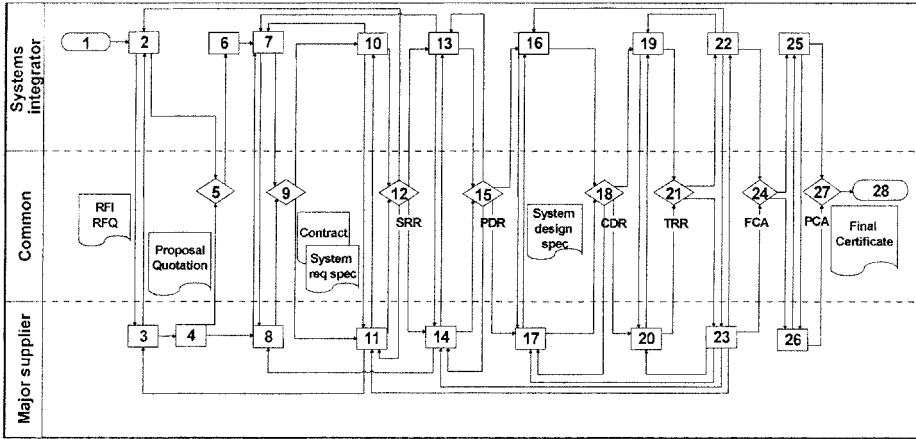 Systems
integrator
1
2
6
7
10
13
16
19
22
25
Common
RFI
RFQ
Proposal
Quotation
5
9
Contract
System
req spec
12
SRR
15
PDR
System
design
spec
18
CDR
21
TRR
24
FCA
27
PCA
28
Final
Certificate
Major supplier
3
4
8
11
14
17
20
23
26